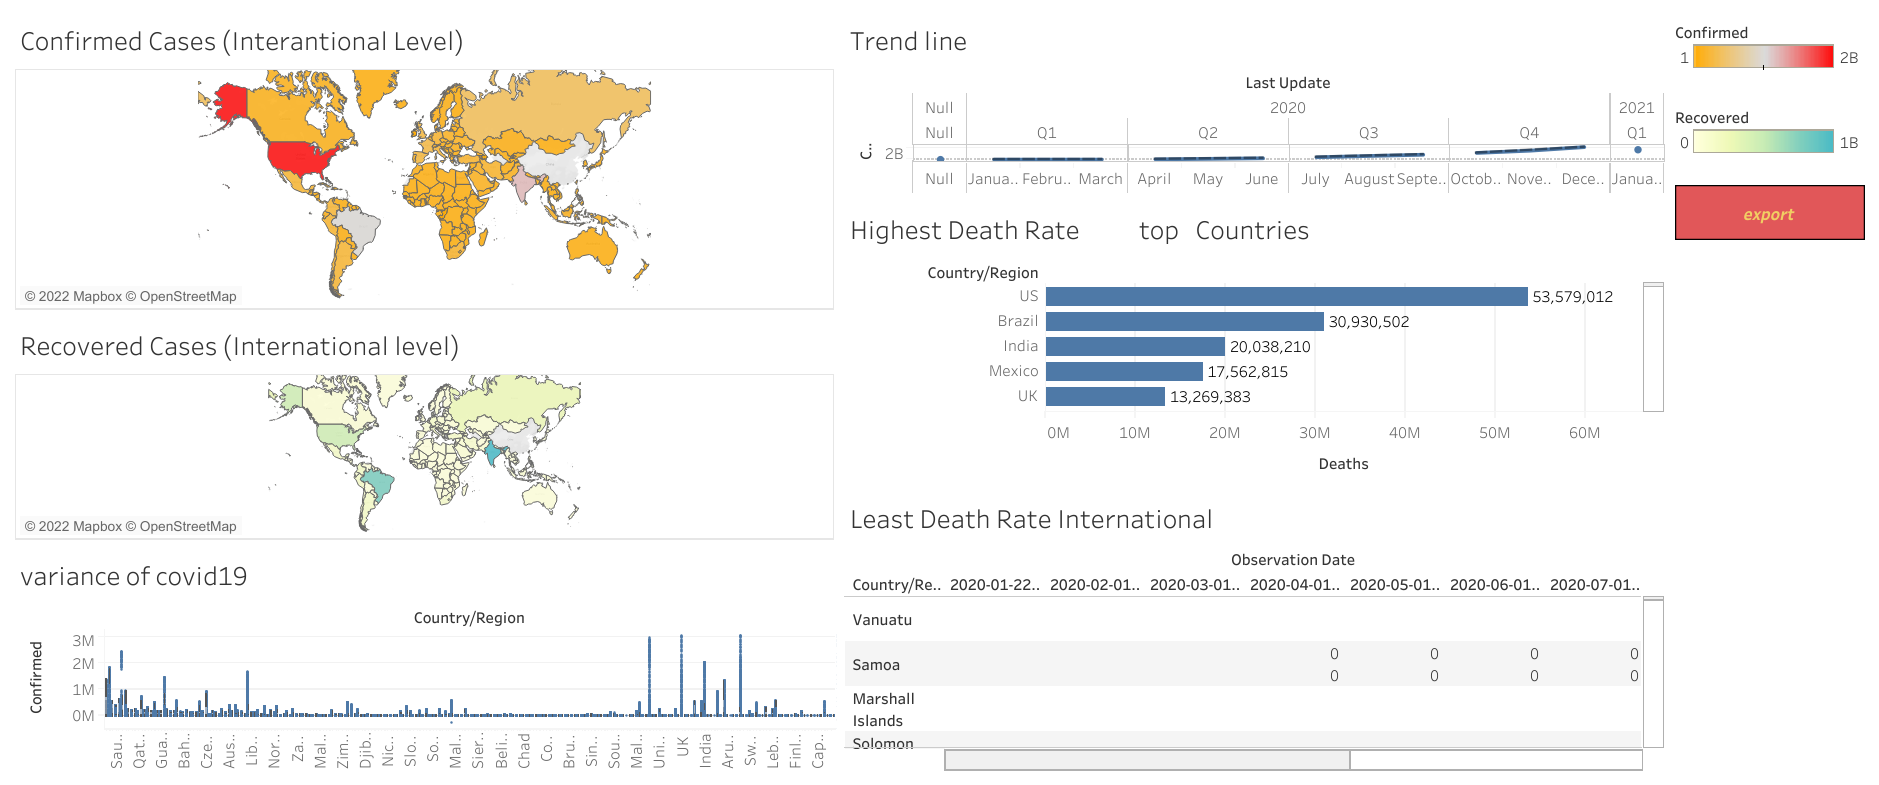 Confirmed Cases (Interantional Level)
© 2022 Mapbox © OpenStreetMap
Recovered Cases (International level)
© 2022 Mapbox © OpenStreetMap
variance of covid19
Country/Region
Confirmed
3M
2M
1M
0M
Sau.. Qat.. Gua.. Bah.. Cze.. Aus.. Lib.. Nor.. Za.. Mal.. Zim.. Djib.. Nic.. Slo.. So.. Mal.. Sier.. Beli.. Chad Co.. Bru.. Sin.. Sou.. Mal.. Uni.. UK India Aru.. Sw.. Leb.. Finl.. Cap..
Trend line
Last Update
Null 2020 2021
Null Q1 Q2 Q3 Q4 Q1
C..
2B
Null Janua.. Febru.. March April May June July August Septe.. Octob.. Nove.. Dece.. Janua..
Highest Death Rate top Countries
Country/Region
US 53,579,012
Brazil 30,930,502
India 20,038,210
Mexico 17,562,815
UK 13,269,383
0M 10M 20M 30M 40M 50M 60M
Deaths
Least Death Rate International
Observation Date
Country/Re.. 2020-01-22.. 2020-02-01.. 2020-03-01.. 2020-04-01.. 2020-05-01.. 2020-06-01.. 2020-07-01..
Vanuatu
Samoa
0 0 0 0
0 0 0 0
Marshall
Islands
Solomon
Confirmed
1 2B
Recovered
0 1B
export